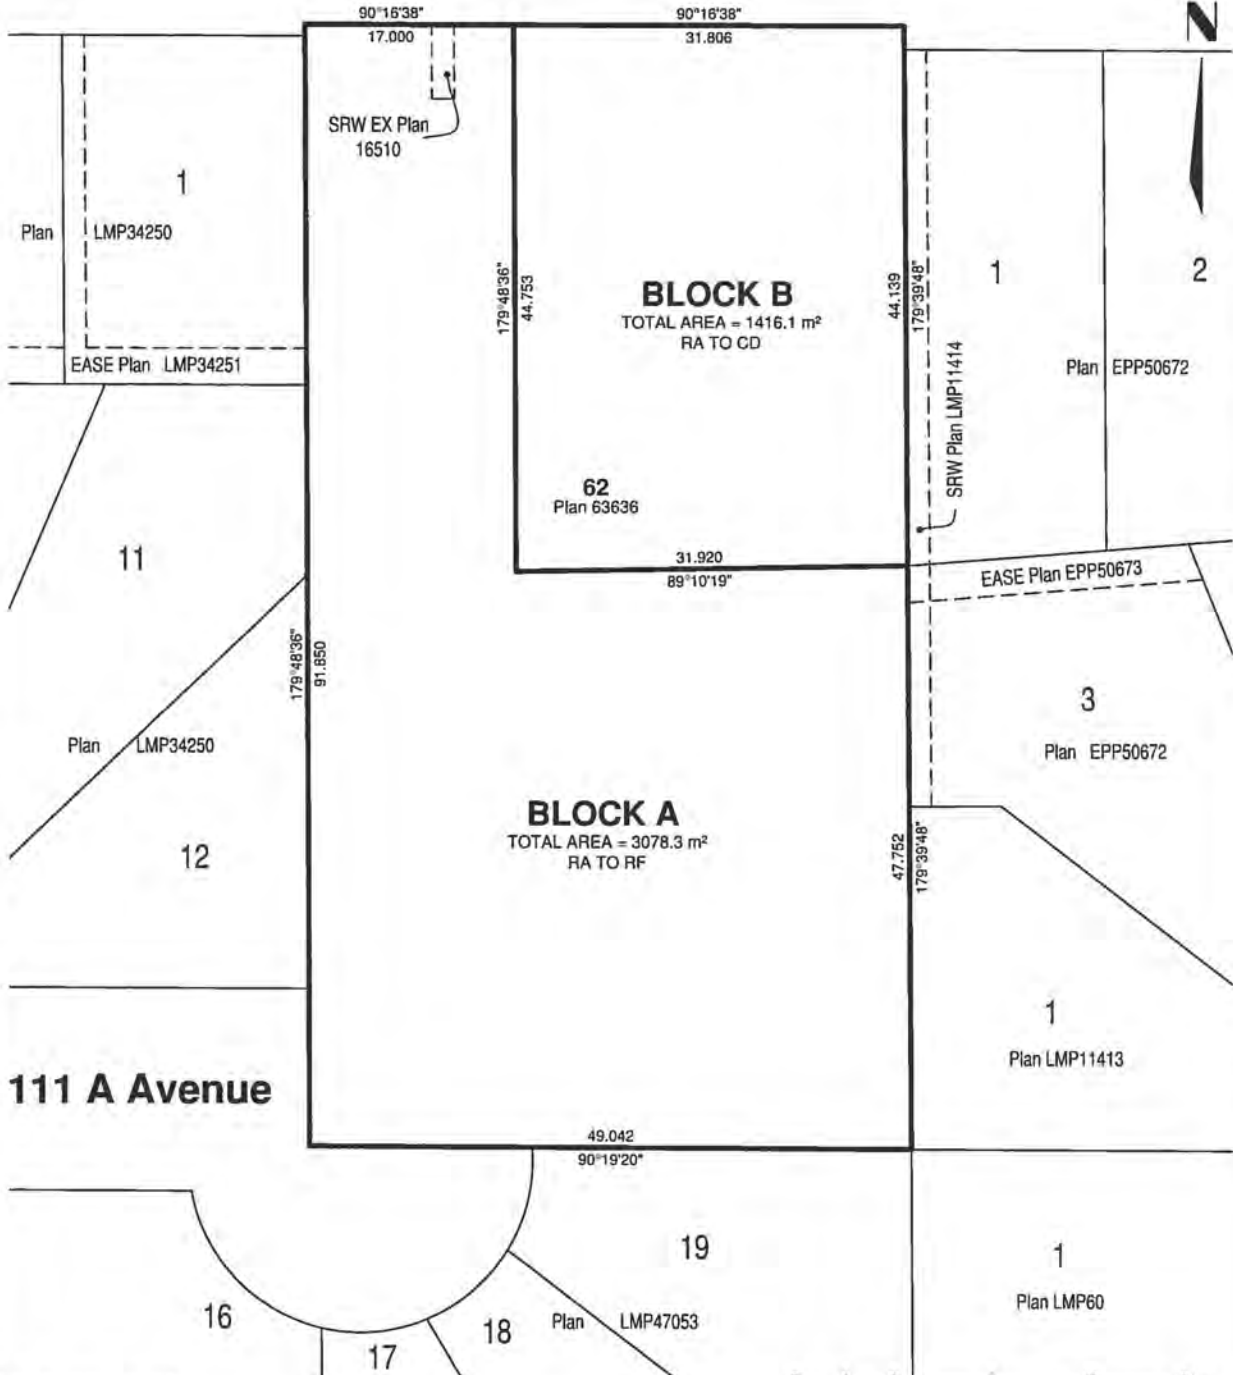 90°16'38"
17.000
90°16'38"
31.806
N
SRW EX Plan
16510
1
Plan LMP34250
EASE Plan LMP34251
179°48'36"
44.753
BLOCK B
TOTAL AREA = 1416.1 m²
RA TO CD
44.139
179°39'48"
1
2
Plan EPP50672
SRW Plan LMP11414
62
Plan 63636
31.920
89°10'19"
EASE Plan EPP50673
11
179°48'36"
91.850
Plan LMP34250
12
3
Plan EPP50672
BLOCK A
TOTAL AREA = 3078.3 m²
RA TO RF
47.752
179°39'48"
1
Plan LMP11413
111 A Avenue
49.042
90°19'20"
19
1
Plan LMP60
16
17
18
Plan LMP47053